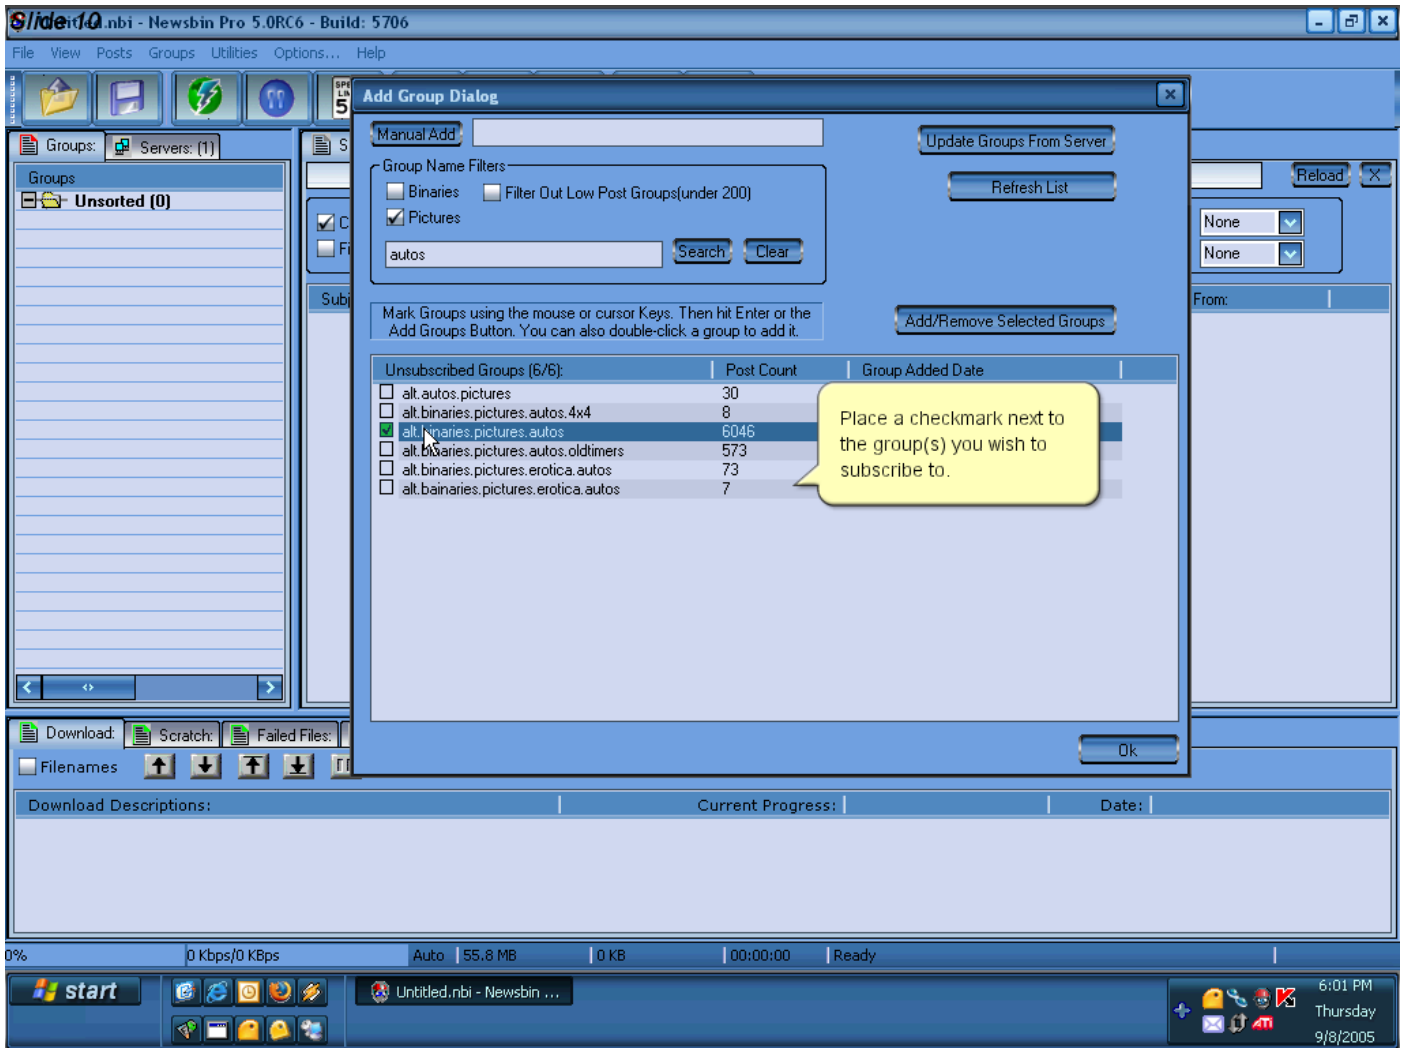 Slide 10
.nbi - Newsbin Pro 5.0RC6 - Build: 5706
File View Posts Groups Utilities Options... Help
Add Group Dialog
Manual Add
Update Groups From Server
Group Name Filters
Binaries Filter Out Low Post Groups(under 200)
Refresh List
Pictures
autos Search Clear
Mark Groups using the mouse or cursor Keys. Then hit Enter or the
Add Groups Button. You can also double-click a group to add it.
Add/Remove Selected Groups
Unsubscribed Groups (6/6): Post Count Group Added Date
alt.autos.pictures 30
alt.binaries.pictures.autos.4x4 8
alt.binaries.pictures.autos 6046
alt.binaries.pictures.autos.oldtimers 573
alt.binaries.pictures.erotica.autos 73
alt.bainaries.pictures.erotica.autos 7
Place a checkmark next to
the group(s) you wish to
subscribe to.
Ok
Groups: Servers: (1)
Groups
Unsorted (0)
Reload X
None
None
From:
Download: Scratch: Failed Files:
Filenames
Download Descriptions: Current Progress: Date:
0% 0 Kbps/0 KBps Auto 55.8 MB 0 KB 00:00:00 Ready
start Untitled.nbi - Newsbin ...
6:01 PM
Thursday
9/8/2005